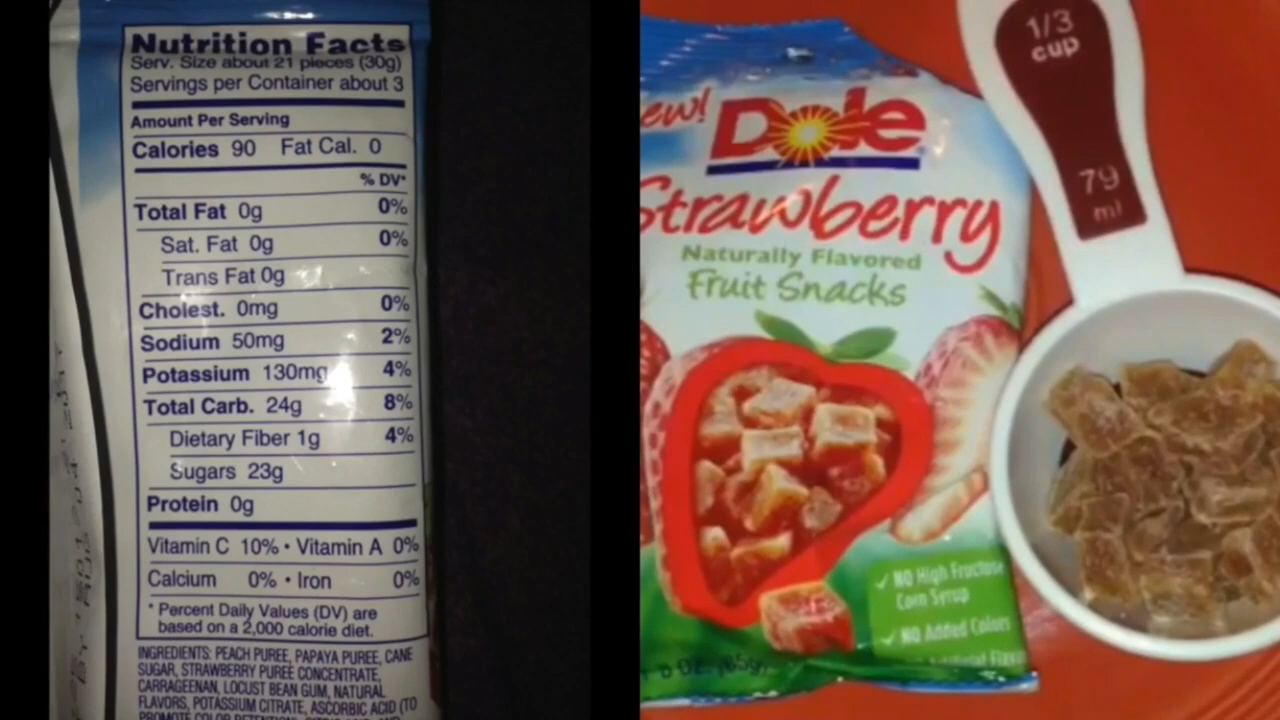 Nutrition Facts
Serv. Size about 21 pieces (30g)
Servings per Container about 3
Amount Per Serving
Calories 90 Fat Cal. 0
% DV*
Total Fat 0g 0%
Sat. Fat 0g 0%
Trans Fat 0g
Cholest. 0mg 0%
Sodium 50mg 2%
Potassium 130mg 4%
Total Carb. 24g 8%
Dietary Fiber 1g 4%
Sugars 23g
Protein 0g
Vitamin C 10% • Vitamin A 0%
Calcium 0% • Iron 0%
* Percent Daily Values (DV) are
based on a 2,000 calorie diet.
INGREDIENTS: PEACH PUREE, PAPAYA PUREE, CANE
SUGAR, STRAWBERRY PUREE CONCENTRATE,
CARRAGEENAN, LOCUST BEAN GUM, NATURAL
FLAVORS, POTASSIUM CITRATE, ASCORBIC ACID (TO
PROMOTE COLOR RETENTION),
ew!
Dole
Strawberry
Naturally Flavored
Fruit Snacks
✓ NO High Fructose
Corn Syrup
✓ NO Added Colors
OZ. (85g)
1/3
cup
79
ml